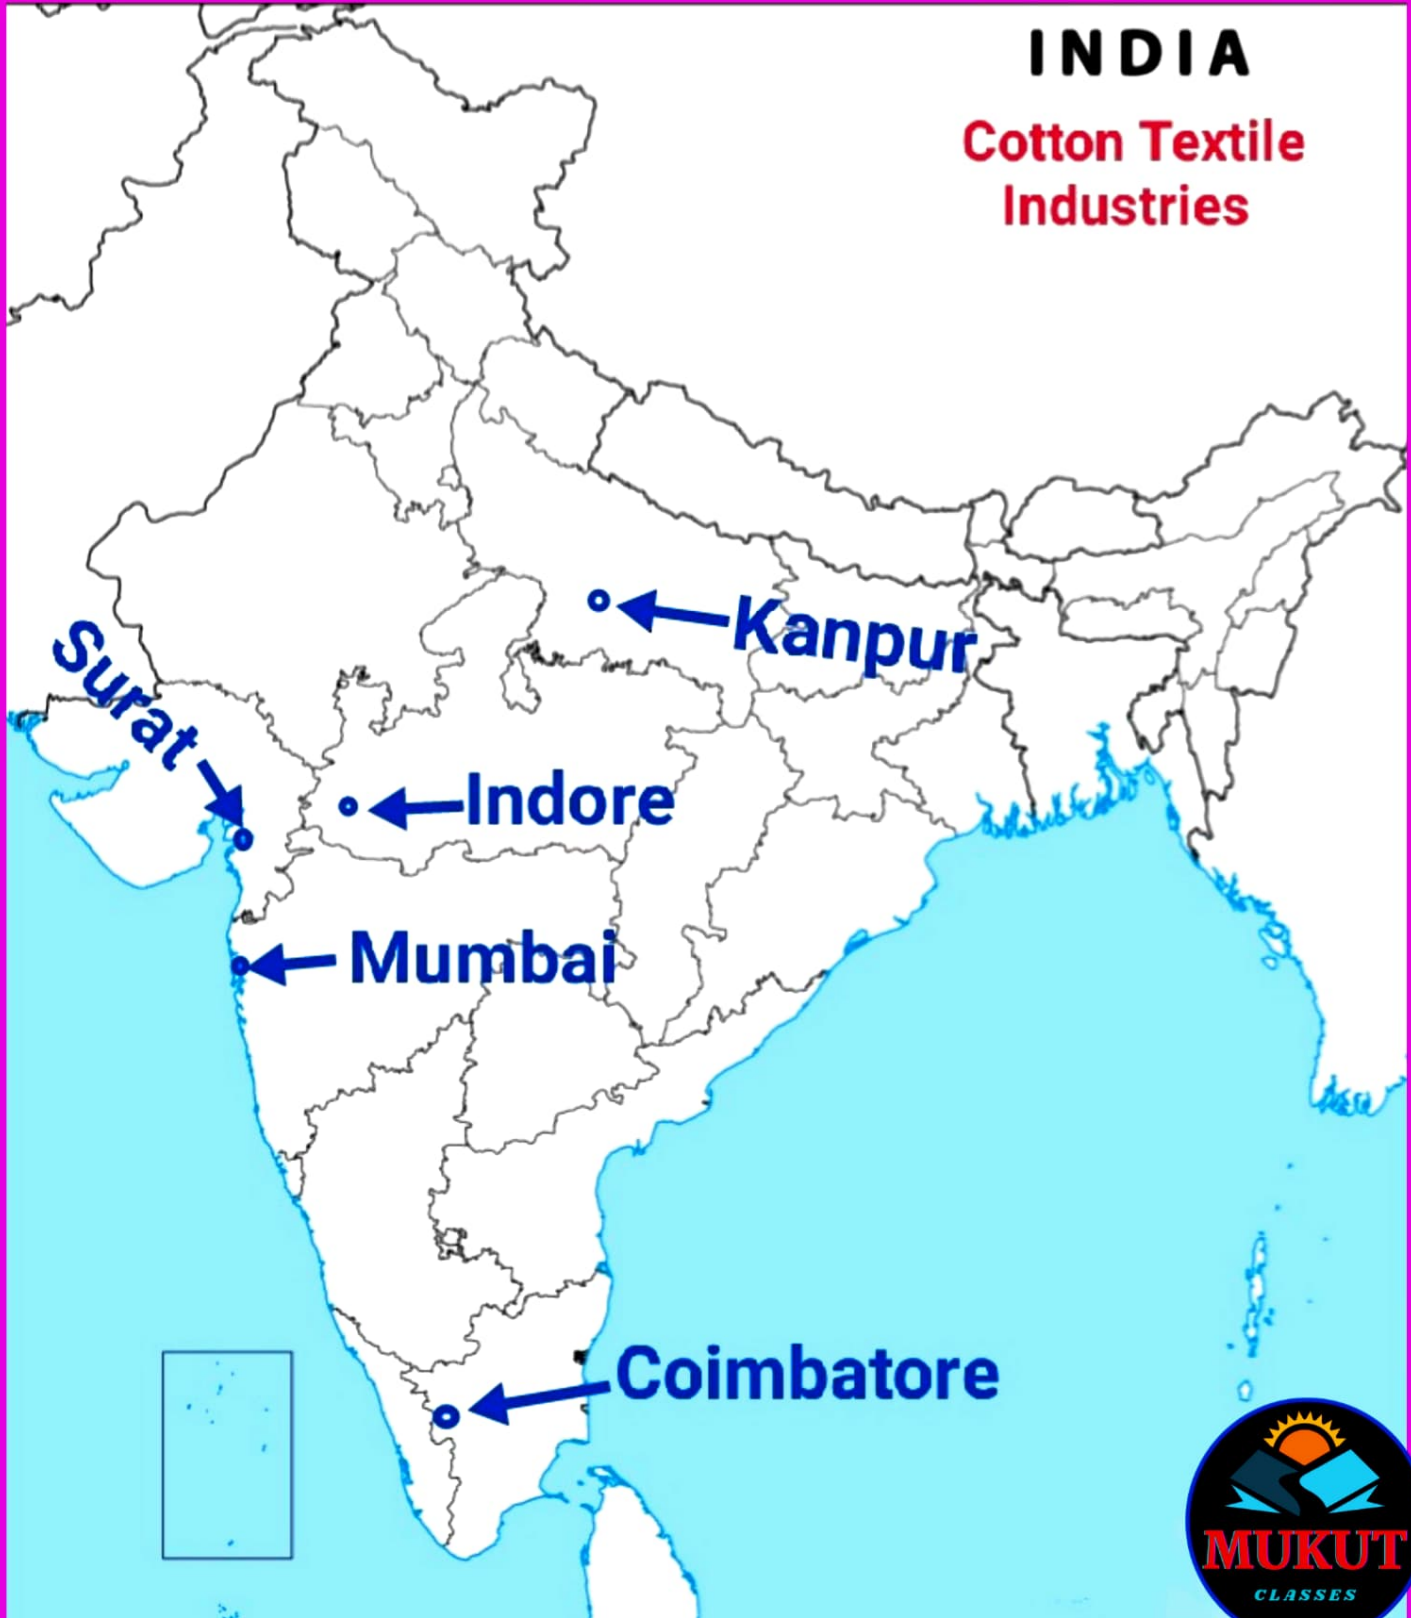 INDIA
Cotton Textile
Industries
Kanpur
Surat
Indore
Mumbai
Coimbatore
MUKUT
CLASSES